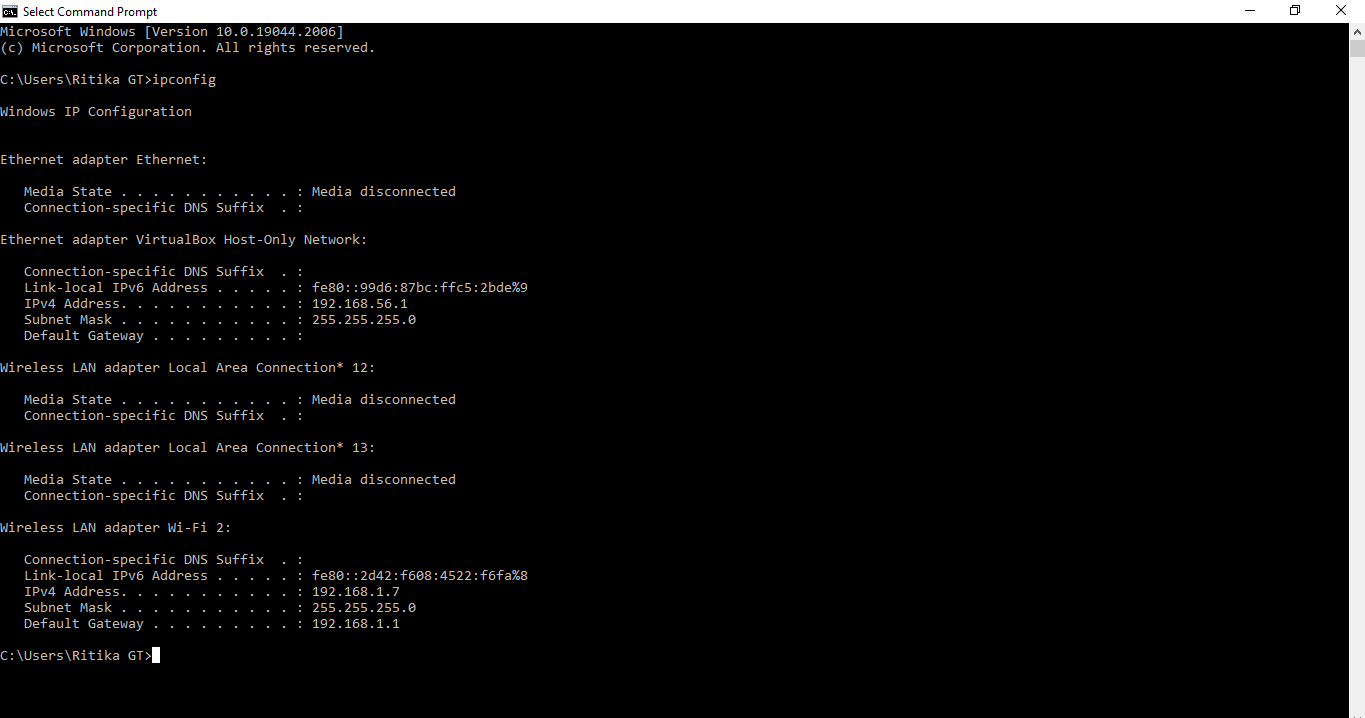 Select Command Prompt
Microsoft Windows [Version 10.0.19044.2006]
(c) Microsoft Corporation. All rights reserved.
C:\Users\Ritika GT>ipconfig
Windows IP Configuration
Ethernet adapter Ethernet:
   Media State . . . . . . . . . . . : Media disconnected
   Connection-specific DNS Suffix  . :
Ethernet adapter VirtualBox Host-Only Network:
   Connection-specific DNS Suffix  . :
   Link-local IPv6 Address . . . . . : fe80::99d6:87bc:ffc5:2bde%9
   IPv4 Address. . . . . . . . . . . : 192.168.56.1
   Subnet Mask . . . . . . . . . . . : 255.255.255.0
   Default Gateway . . . . . . . . . :
Wireless LAN adapter Local Area Connection* 12:
   Media State . . . . . . . . . . . : Media disconnected
   Connection-specific DNS Suffix  . :
Wireless LAN adapter Local Area Connection* 13:
   Media State . . . . . . . . . . . : Media disconnected
   Connection-specific DNS Suffix  . :
Wireless LAN adapter Wi-Fi 2:
   Connection-specific DNS Suffix  . :
   Link-local IPv6 Address . . . . . : fe80::2d42:f608:4522:f6fa%8
   IPv4 Address. . . . . . . . . . . : 192.168.1.7
   Subnet Mask . . . . . . . . . . . : 255.255.255.0
   Default Gateway . . . . . . . . . : 192.168.1.1
C:\Users\Ritika GT>